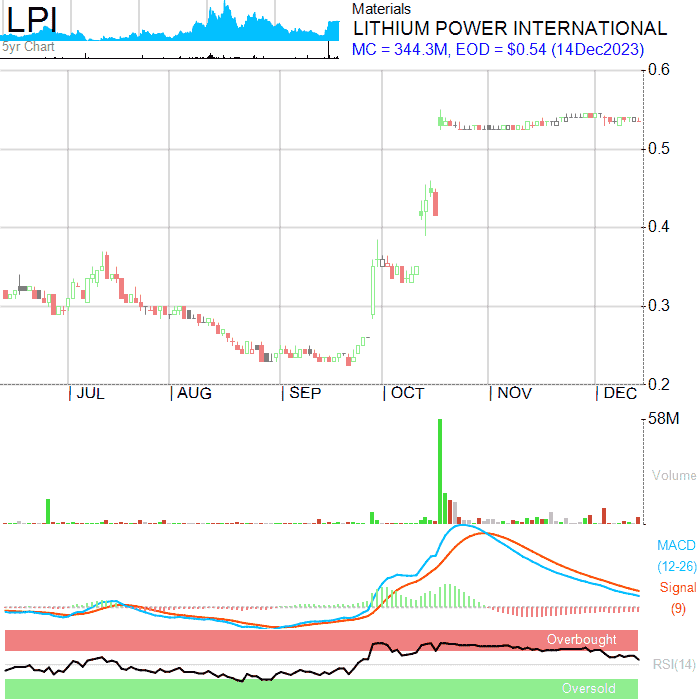 LPI
5yr Chart
Materials
LITHIUM POWER INTERNATIONAL
MC = 344.3M, EOD = $0.54 (14Dec2023)
0.6
0.5
0.4
0.3
0.2
JUL AUG SEP OCT NOV DEC
58M
Volume
MACD
(12-26)
Signal
(9)
Overbought
RSI(14)
Oversold